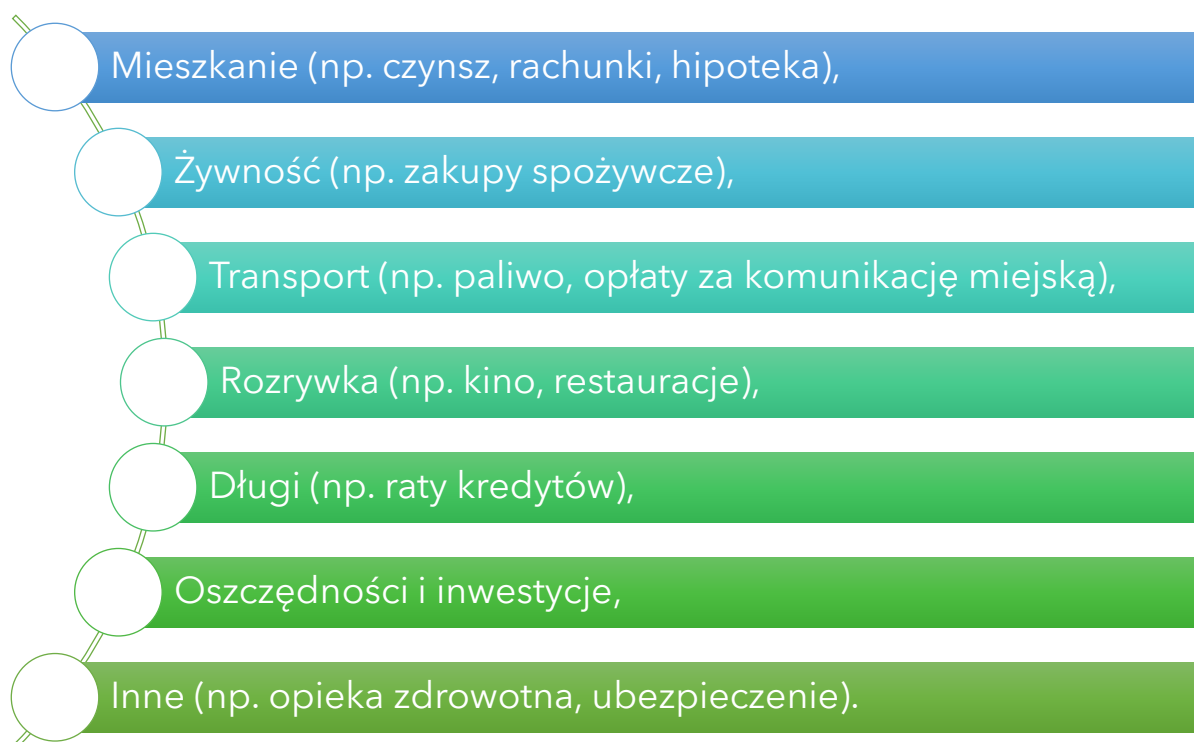 Mieszkanie (np. czynsz, rachunki, hipoteka),
Żywność (np. zakupy spożywcze),
Transport (np. paliwo, opłaty za komunikację miejską),
Rozrywka (np. kino, restauracje),
Długi (np. raty kredytów),
Oszczędności i inwestycje,
Inne (np. opieka zdrowotna, ubezpieczenie).